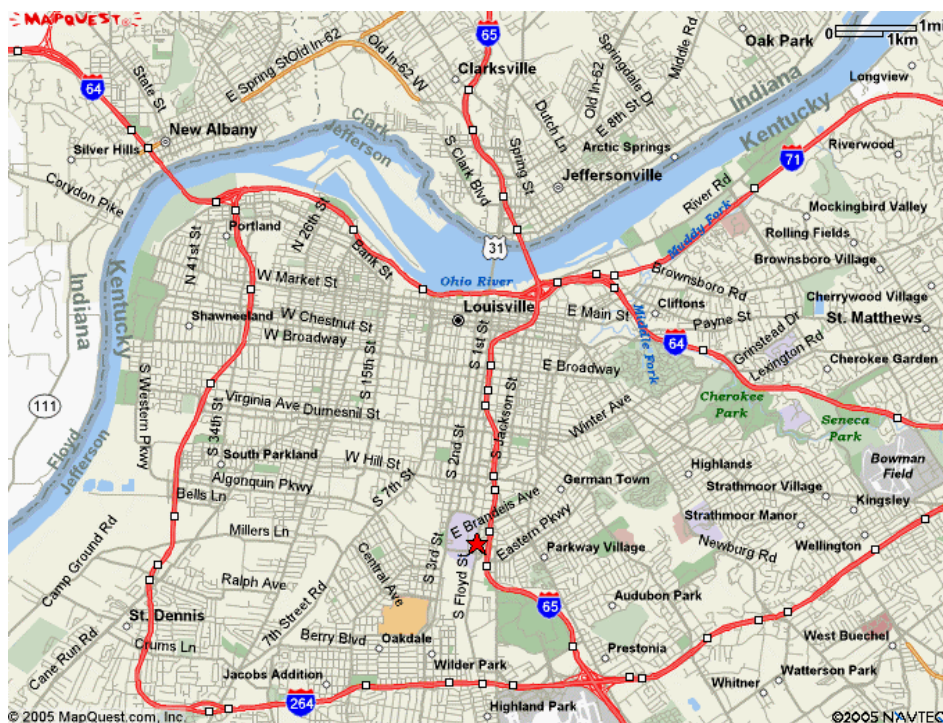 MAPQUEST
65
0 1mi
1km
Oak Park
Longview
E Spring St
Old In-62
Old In-62 W
Clarksville
Springdale Dr
Old In-62
Middle Rd
Indiana
Kentucky
64
State St
New Albany
Silver Hills
Corydon Pike
Clark
Jefferson
S Clark Blvd
Spring St
Dutch Ln
E 8th St
Arctic Springs
Jeffersonville
71
Riverwood
River Rd
Muddy Fork
Mockingbird Valley
Rolling Fields
Brownsboro Village
Portland
N 41st St
N 26th St
Bank St
31
Ohio River
Brownsboro Rd
Indiana
Kentucky
W Market St
Louisville
E Main St
Cliftons
Payne St
Cherrywood Village
St. Matthews
Shawneeland
W Chestnut St
W Broadway
S 1st St
Middle Fork
64
Grinstead Dr
Lexington Rd
Cherokee Garden
S 15th St
E Broadway
111
S Western Pkwy
S 34th St
Virginia Ave
Dumesnil St
S 2nd St
S Jackson St
Winter Ave
Cherokee
Park
Seneca
Park
Bowman
Field
Floyd
Jefferson
South Parkland
W Hill St
Algonquin Pkwy
S 7th St
Highlands
German Town
Strathmoor Village
Kingsley
Bells Ln
Millers Ln
E Brandeis Ave
Eastern Pkwy
Strathmoor Manor
Newburg Rd
Wellington
Camp Ground Rd
Ralph Ave
Central Ave
S 3rd St
S Floyd St
Parkway Village
65
Audubon Park
St. Dennis
7th Street Rd
Berry Blvd
Oakdale
Cane Run Rd
Crums Ln
Jacobs Addition
Wilder Park
Prestonia
West Buechel
Watterson Park
Whitner
264
Highland Park
© 2005 MapQuest.com, Inc.
©2005 NAVTEQ